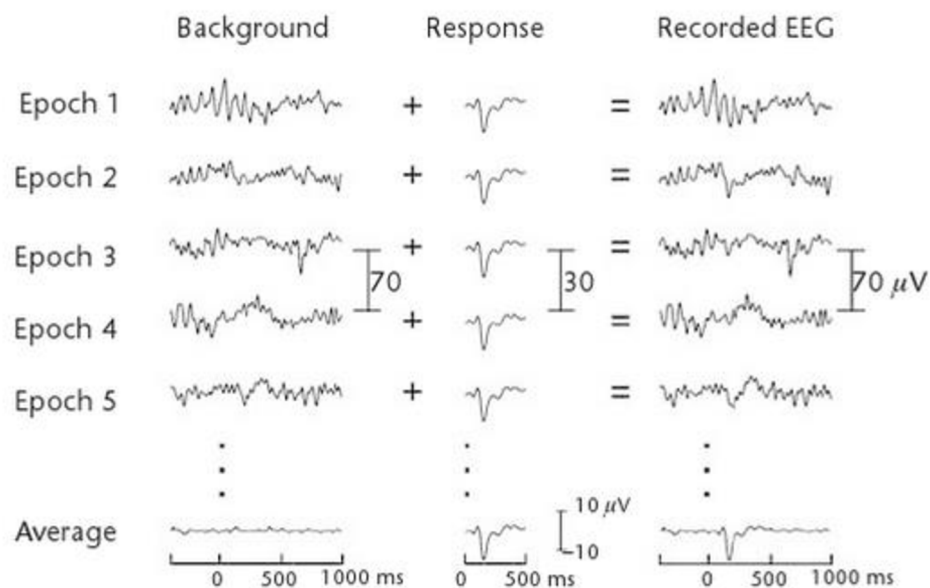 Background Response Recorded EEG
Epoch 1 + =
Epoch 2 + =
Epoch 3 + =
70 30 70 μV
Epoch 4 + =
Epoch 5 + =
Average
10 μV
-10
0 500 1000 ms 0 500 ms 0 500 1000 ms